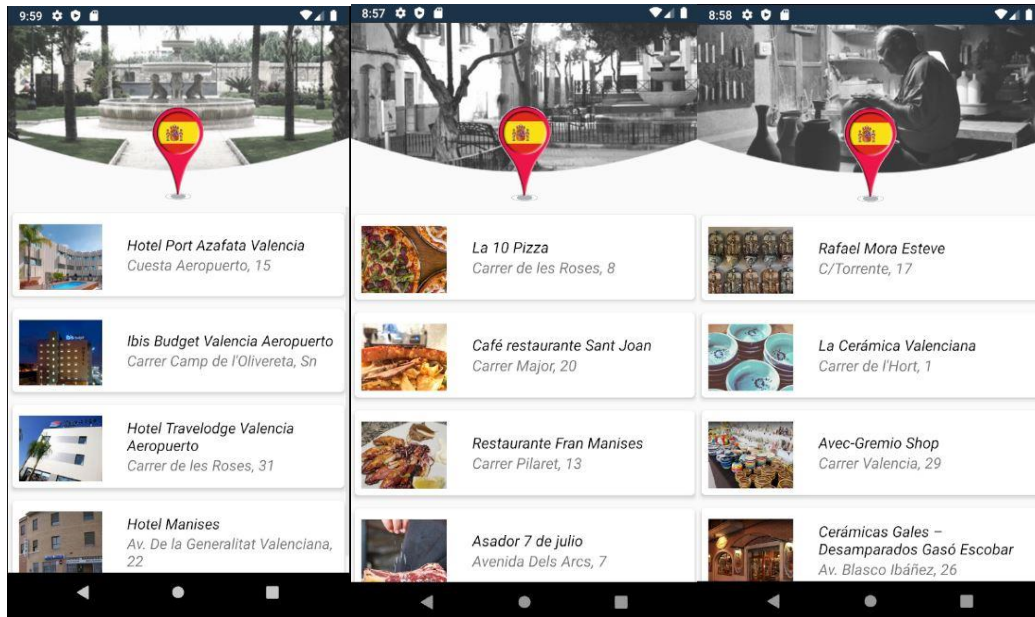 9:59
Hotel Port Azafata Valencia
Cuesta Aeropuerto, 15
Ibis Budget Valencia Aeropuerto
Carrer Camp de l'Olivereta, Sn
Hotel Travelodge Valencia
Aeropuerto
Carrer de les Roses, 31
Hotel Manises
Av. De la Generalitat Valenciana,
22
8:57
La 10 Pizza
Carrer de les Roses, 8
Café restaurante Sant Joan
Carrer Major, 20
Restaurante Fran Manises
Carrer Pilaret, 13
Asador 7 de julio
Avenida Dels Arcs, 7
8:58
Rafael Mora Esteve
C/Torrente, 17
La Cerámica Valenciana
Carrer de l'Hort, 1
Avec-Gremio Shop
Carrer Valencia, 29
Cerámicas Gales –
Desamparados Gasó Escobar
Av. Blasco Ibáñez, 26